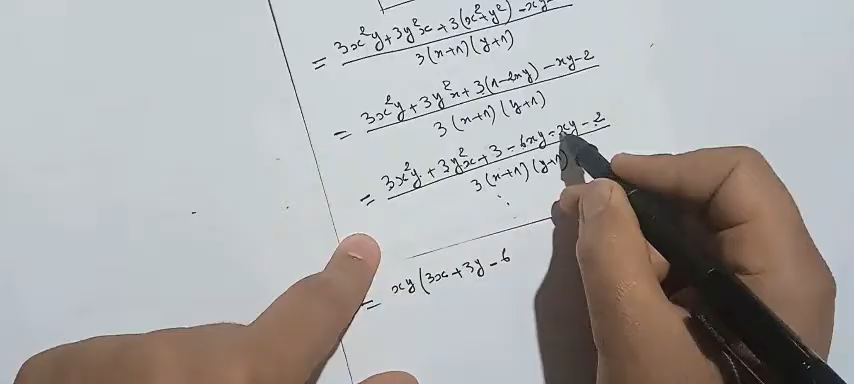 = 3x²y+3y²x+3(x²+y²)-xy-
3(x+1)(y+1)
= 3x²y+3y²x+3(1-2xy)-xy-2
3(x+1)(y+1)
= 3x²y+3y²x+3-6xy-xy-2
3(x+1)(y+1)
= xy(3x+3y-6